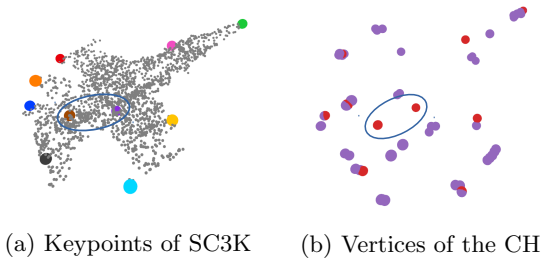 (a) Keypoints of SC3K
(b) Vertices of the CH